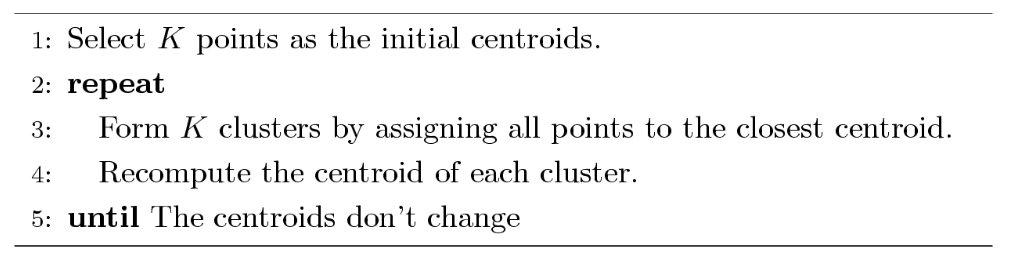 1: Select K points as the initial centroids.
2: repeat
3: Form K clusters by assigning all points to the closest centroid.
4: Recompute the centroid of each cluster.
5: until The centroids don't change